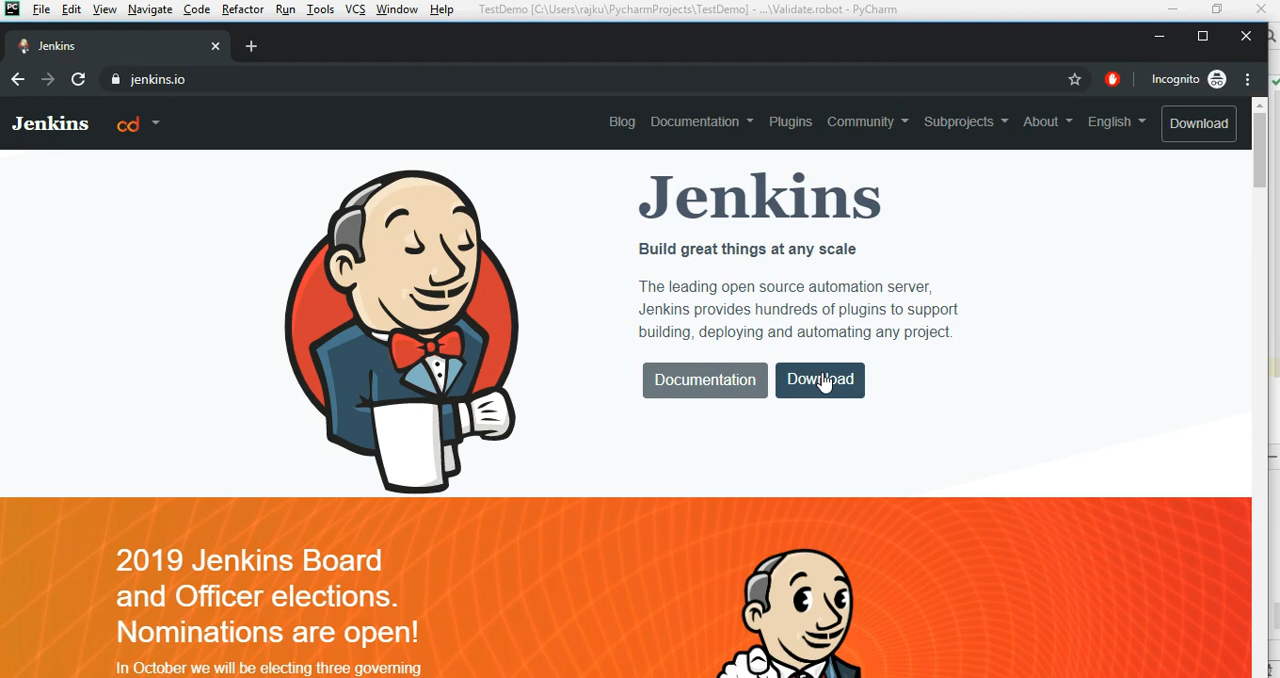 PC File Edit View Navigate Code Refactor Run Tools VCS Window Help TestDemo [C:\Users\rajku\PycharmProjects\TestDemo] - ...\Validate.robot - PyCharm
Jenkins
jenkins.io Incognito
Jenkins cd Blog Documentation Plugins Community Subprojects About English Download
Jenkins
Build great things at any scale
The leading open source automation server,
Jenkins provides hundreds of plugins to support
building, deploying and automating any project.
Documentation Download
2019 Jenkins Board
and Officer elections.
Nominations are open!
In October we will be electing three governing